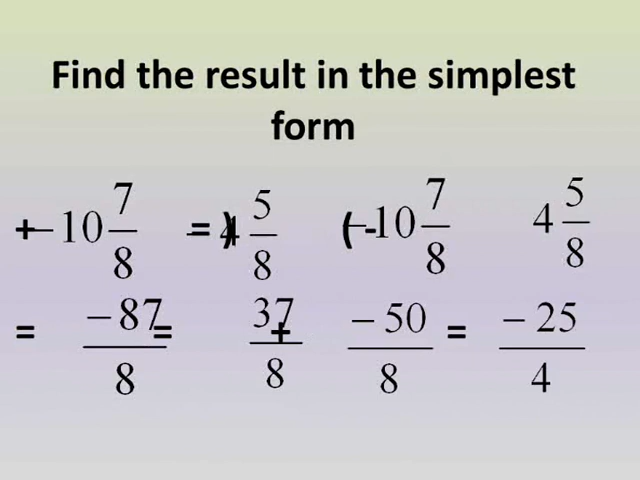 Find the result in the simplest
form
+ − 10 7/8 = ) − 4 5/8 ( - − 10 7/8 4 5/8
= − 87/8 = 37/8 + − 50/8 = − 25/4